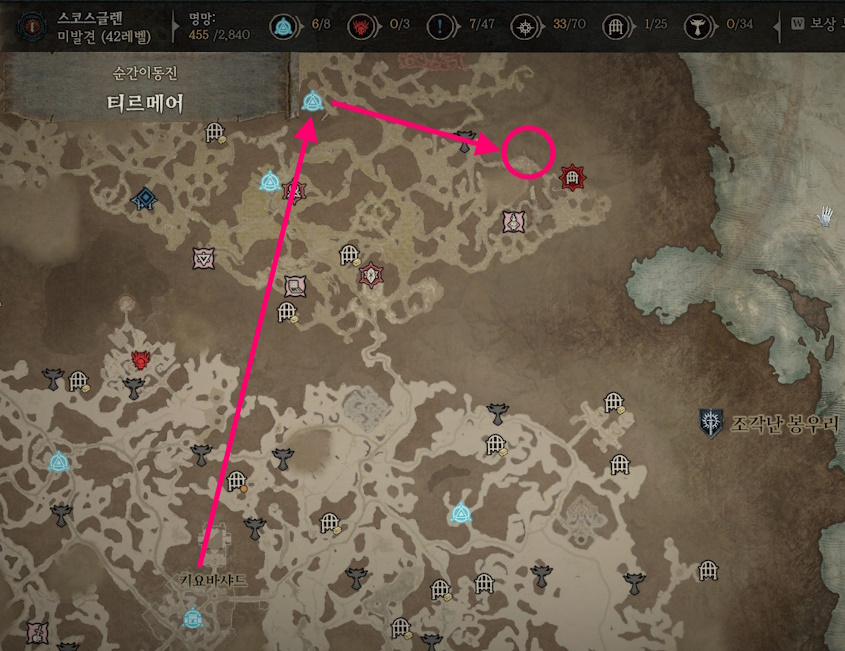 스코스글렌
미발견 (42레벨)
명망:
455 /2,840
6/8
0/3
7/47
33/70
1/25
0/34
W 보상
순간이동진
티르메어
조각난 봉우리
키요바샤드